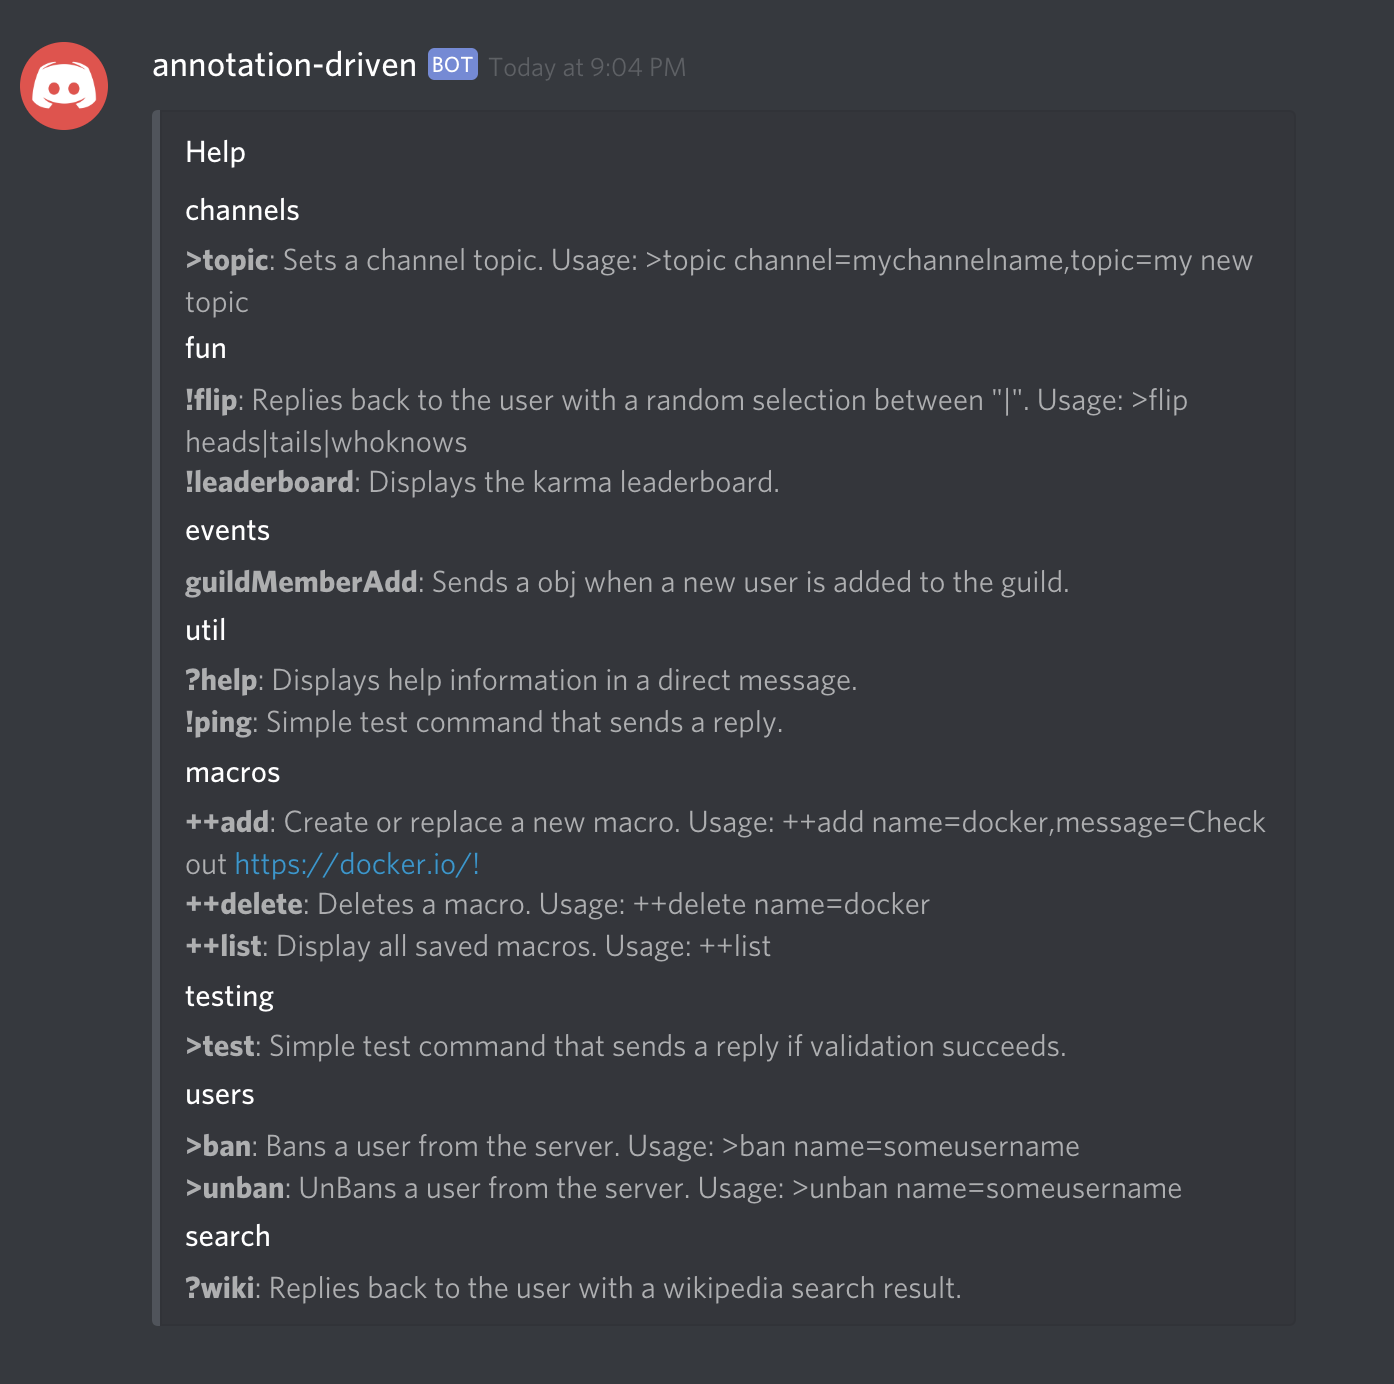 annotation-driven BOT Today at 9:04 PM
Help
channels
>topic: Sets a channel topic. Usage: >topic channel=mychannelname,topic=my new
topic
fun
!flip: Replies back to the user with a random selection between "|". Usage: >flip
heads|tails|whoknows
!leaderboard: Displays the karma leaderboard.
events
guildMemberAdd: Sends a obj when a new user is added to the guild.
util
?help: Displays help information in a direct message.
!ping: Simple test command that sends a reply.
macros
++add: Create or replace a new macro. Usage: ++add name=docker,message=Check
out https://docker.io/!
++delete: Deletes a macro. Usage: ++delete name=docker
++list: Display all saved macros. Usage: ++list
testing
>test: Simple test command that sends a reply if validation succeeds.
users
>ban: Bans a user from the server. Usage: >ban name=someusername
>unban: UnBans a user from the server. Usage: >unban name=someusername
search
?wiki: Replies back to the user with a wikipedia search result.